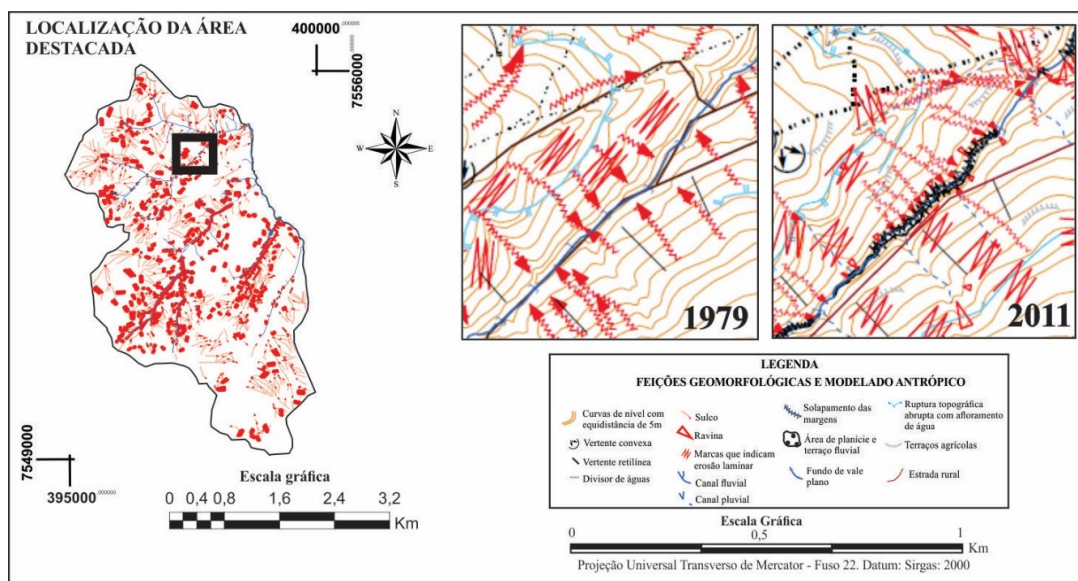 LOCALIZAÇÃO DA ÁREA
DESTACADA
400000,000000
7556000,000000
N
W
E
S
7549000
395000,000000
Escala gráfica
0 0,4 0,8 1,6 2,4 3,2
Km
1979
2011
LEGENDA
FEIÇÕES GEOMORFOLÓGICAS E MODELADO ANTRÓPICO
Curvas de nível com
equidistância de 5m
Vertente convexa
Vertente retilínea
Divisor de águas
Sulco
Ravina
Marcas que indicam
erosão laminar
Canal fluvial
Canal pluvial
Solapamento das
margens
Área de planície e
terraço fluvial
Fundo de vale
plano
Ruptura topográfica
abrupta com afloramento
de água
Terraços agrícolas
Estrada rural
Escala Gráfica
0 0,5 1
Km
Projeção Universal Transverso de Mercator - Fuso 22. Datum: Sirgas: 2000